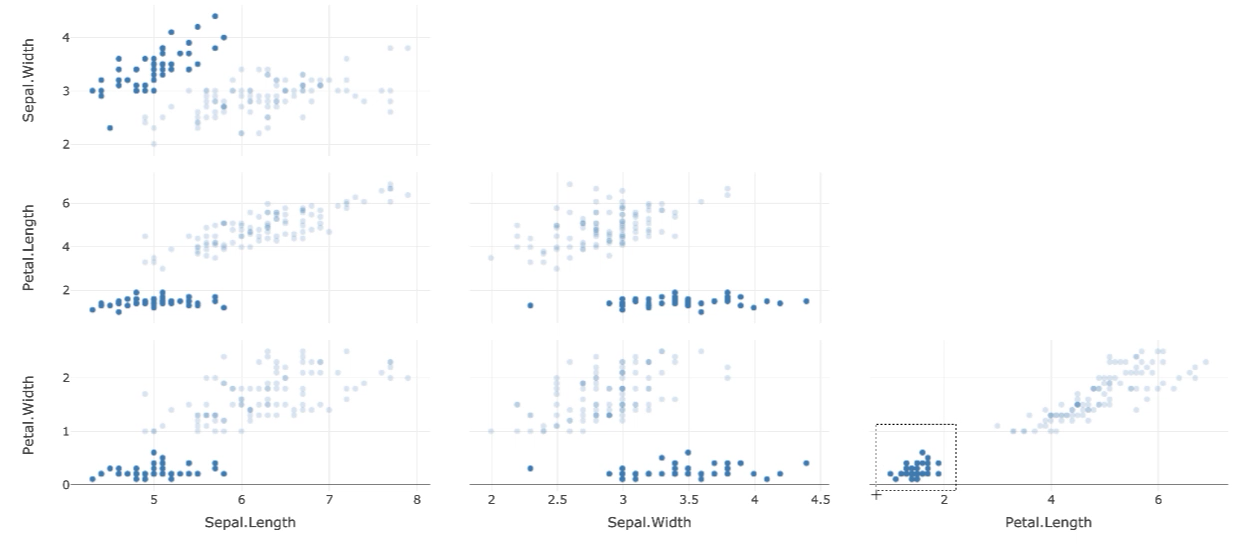 Sepal.Width
4
3
2
Petal.Length
6
4
2
Petal.Width
2
1
0
5 6 7 8
2 2.5 3 3.5 4 4.5
2 4 6
Sepal.Length
Sepal.Width
Petal.Length